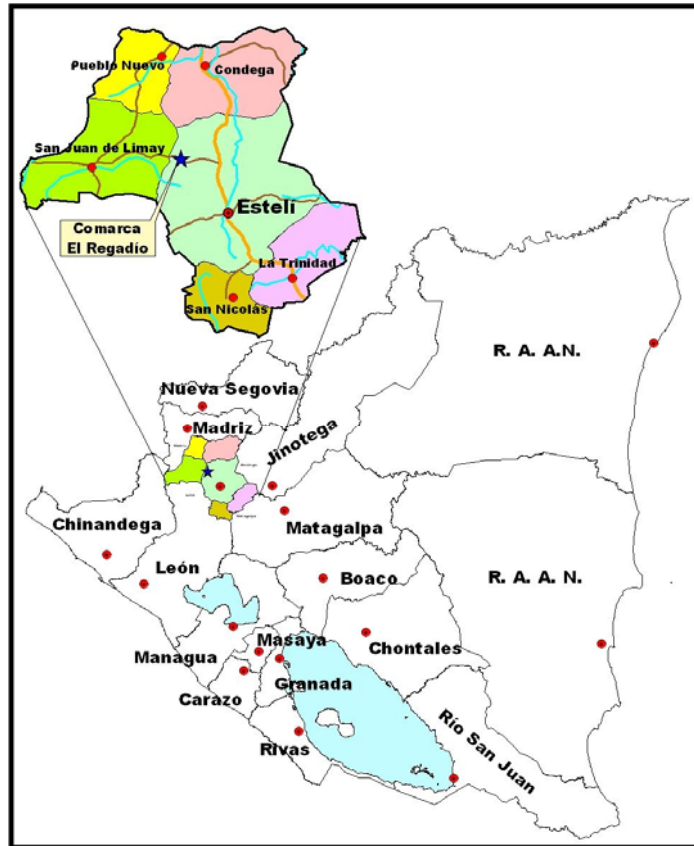 Pueblo Nuevo
Condega
San Juan de Limay
Comarca
El Regadío
Estelí
La Trinidad
San Nicolás
R. A. A.N.
Nueva Segovia
Madriz
Jinotega
Chinandega
Matagalpa
León
Boaco
R. A. A. N.
Masaya
Chontales
Managua
Granada
Carazo
Río San Juan
Rivas